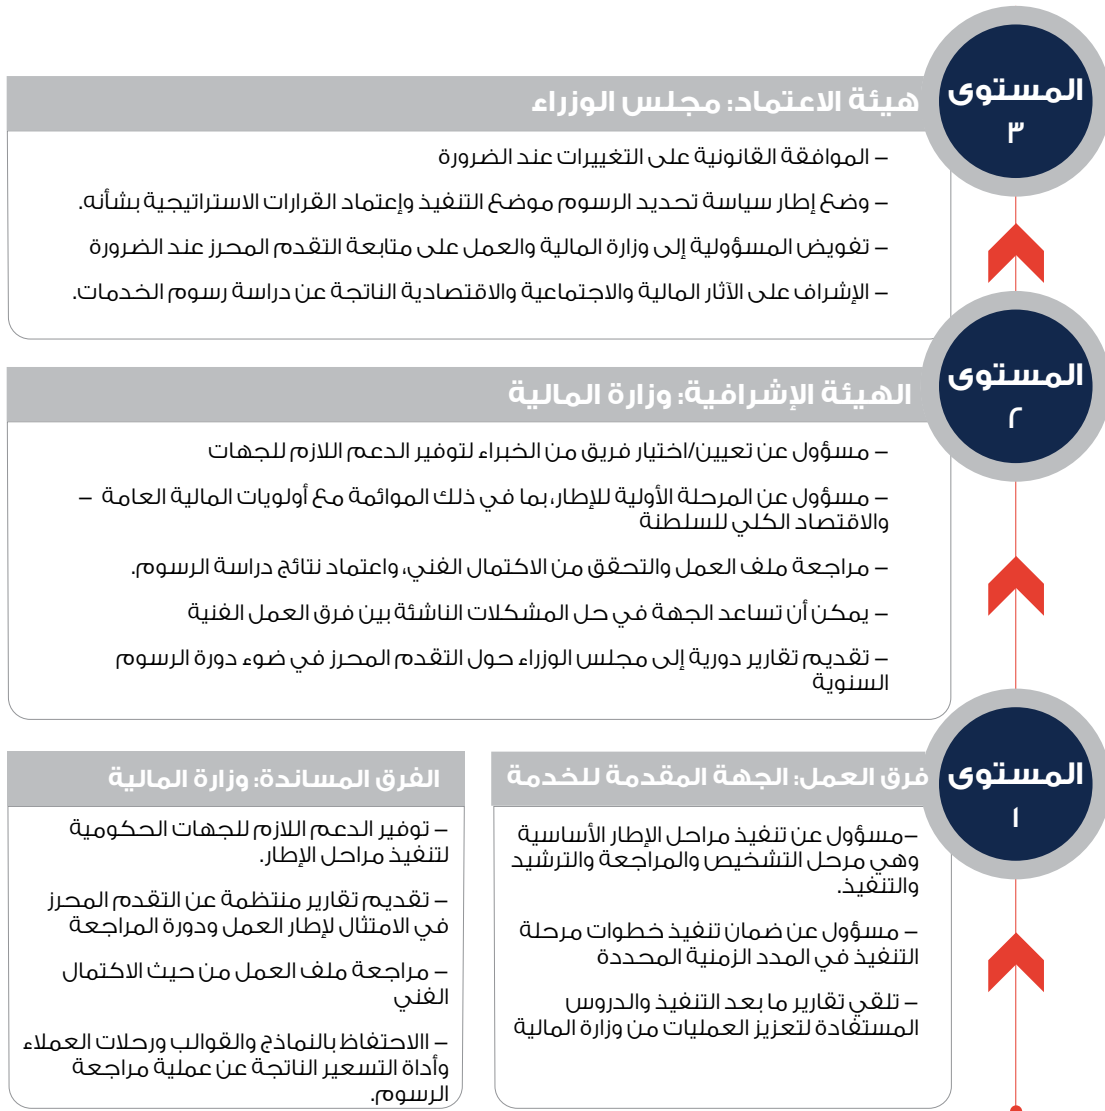 المستوى
٣
هيئة الاعتماد: مجلس الوزراء
– الموافقة القانونية على التغييرات عند الضرورة
– وضع إطار سياسة تحديد الرسوم موضع التنفيذ وإعتماد القرارات الاستراتيجية بشأنه.
– تفويض المسؤولية إلى وزارة المالية والعمل على متابعة التقدم المحرز عند الضرورة
– الإشراف على الآثار المالية والاجتماعية والاقتصادية الناتجة عن دراسة رسوم الخدمات.
المستوى
٢
الهيئة الإشرافية: وزارة المالية
– مسؤول عن تعيين/اختيار فريق من الخبراء لتوفير الدعم اللازم للجهات
– مسؤول عن المرحلة الأولية للإطار، بما في ذلك الموائمة مع أولويات المالية العامة –
والاقتصاد الكلي للسلطنة
– مراجعة ملف العمل والتحقق من الاكتمال الفني، واعتماد نتائج دراسة الرسوم.
– يمكن أن تساعد الجهة في حل المشكلات الناشئة بين فرق العمل الفنية
– تقديم تقارير دورية إلى مجلس الوزراء حول التقدم المحرز في ضوء دورة الرسوم
السنوية
المستوى
١
فرق العمل: الجهة المقدمة للخدمة
–مسؤول عن تنفيذ مراحل الإطار الأساسية
وهي مرحل التشخيص والمراجعة والترشيد
والتنفيذ.
– مسؤول عن ضمان تنفيذ خطوات مرحلة
التنفيذ في المدد الزمنية المحددة
– تلقي تقارير ما بعد التنفيذ والدروس
المستفادة لتعزيز العمليات من وزارة المالية
الفرق المساندة: وزارة المالية
– توفير الدعم اللازم للجهات الحكومية
لتنفيذ مراحل الإطار.
– تقديم تقارير منتظمة عن التقدم المحرز
في الامتثال لإطار العمل ودورة المراجعة
– مراجعة ملف العمل من حيث الاكتمال
الفني
– االاحتفاظ بالنماذج والقوالب ورحلات العملاء
وأداة التسعير الناتجة عن عملية مراجعة
الرسوم.